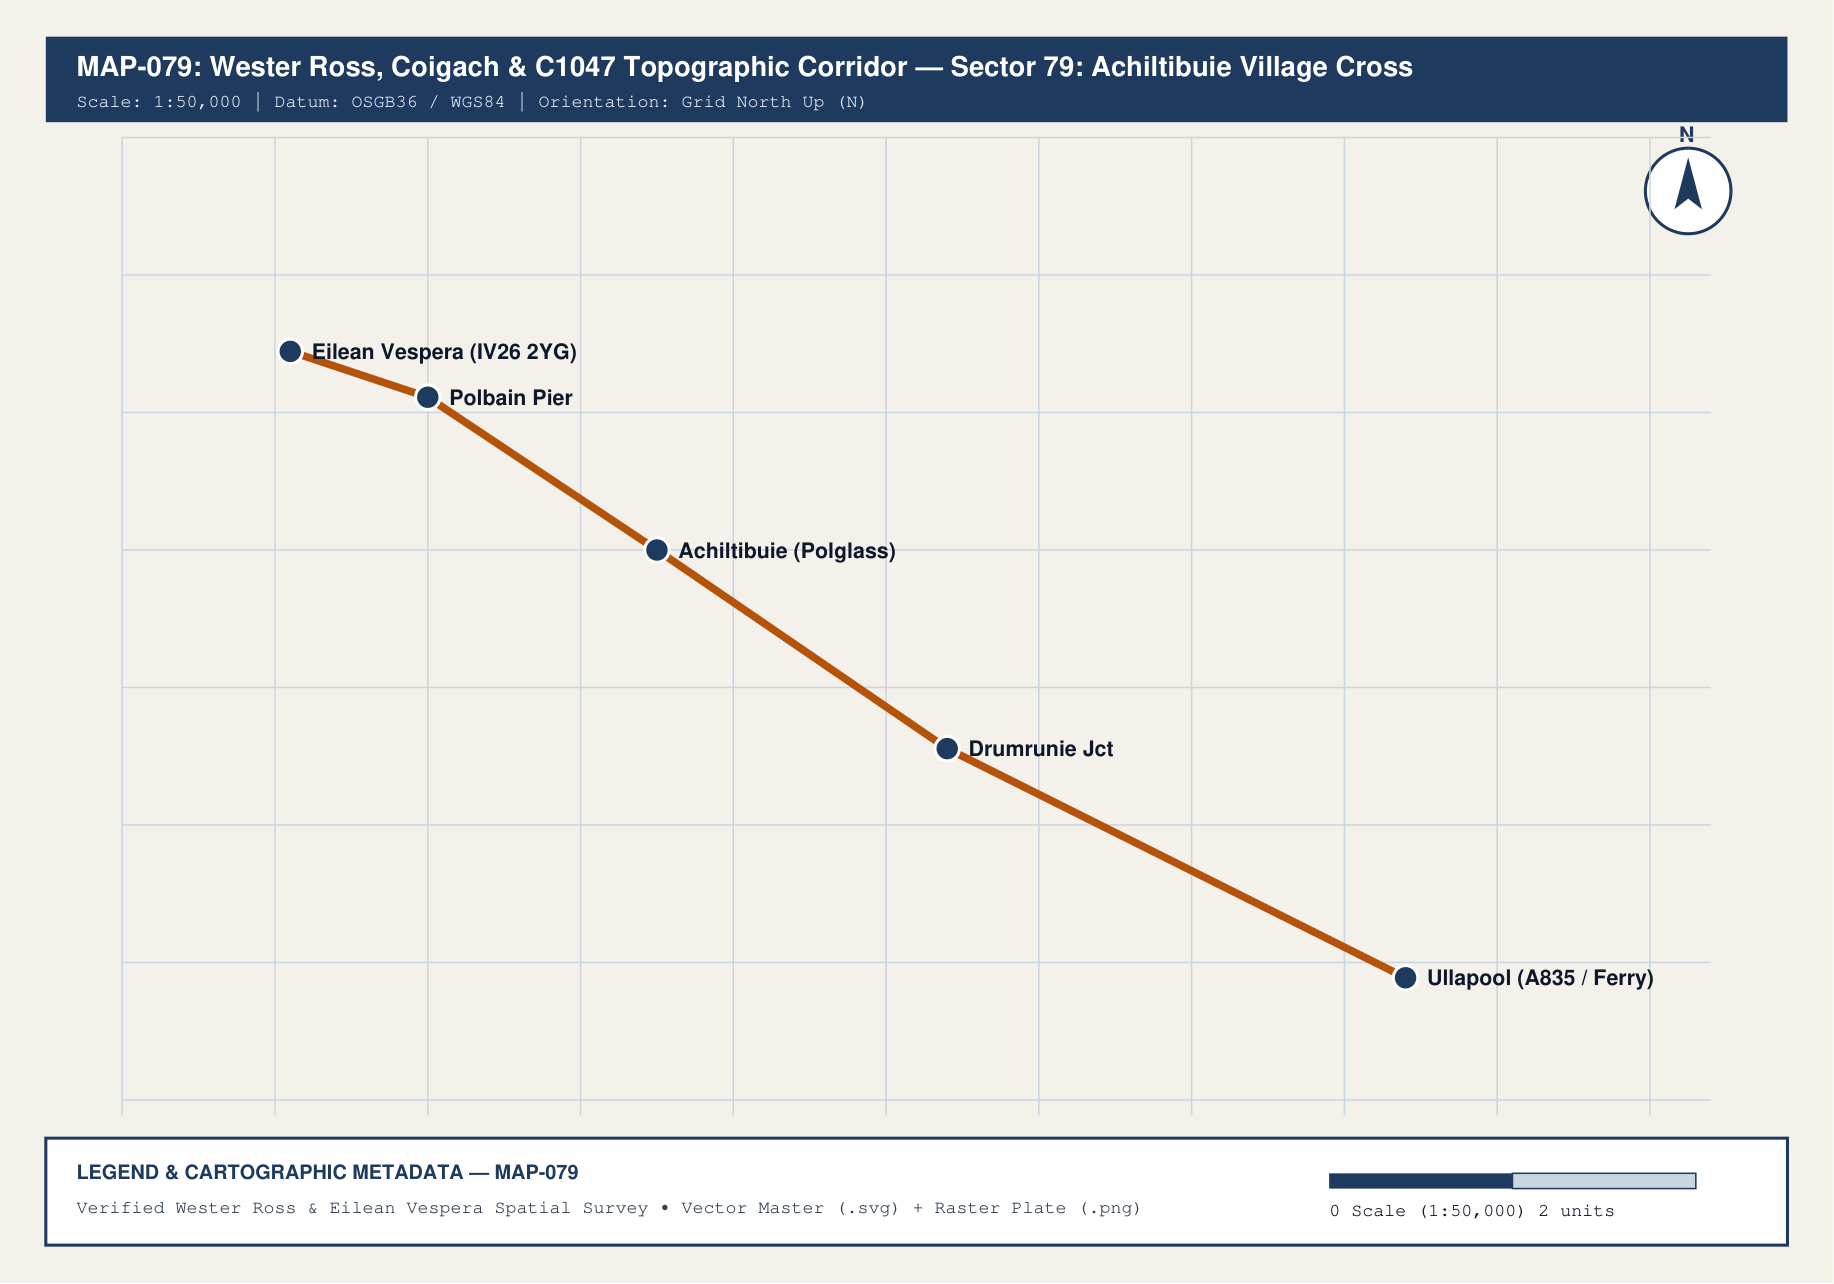 MAP-079: Wester Ross, Coigach & C1047 Topographic Corridor — Sector 79: Achiltibuie Village Cross
Scale: 1:50,000 │ Datum: OSGB36 / WGS84 │ Orientation: Grid North Up (N)
N
Eilean Vespera (IV26 2YG)
Polbain Pier
Achiltibuie (Polglass)
Drumrunie Jct
Ullapool (A835 / Ferry)
LEGEND & CARTOGRAPHIC METADATA — MAP-079
Verified Wester Ross & Eilean Vespera Spatial Survey • Vector Master (.svg) + Raster Plate (.png)
0 Scale (1:50,000) 2 units